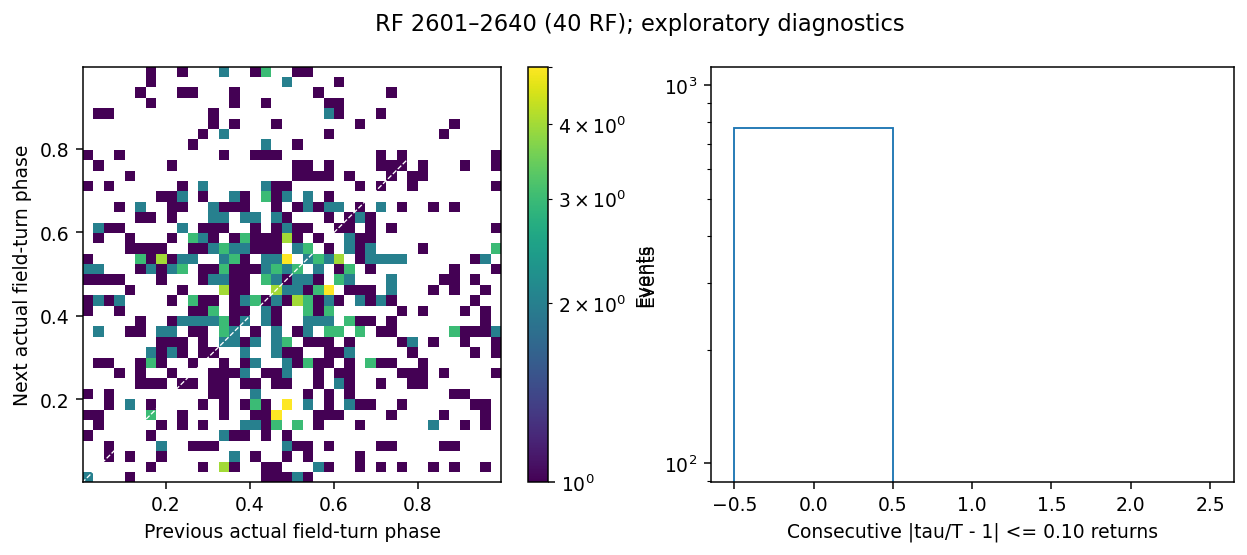 RF 2601–2640 (40 RF); exploratory diagnostics
Next actual field-turn phase
0.8
0.6
0.4
0.2
0.2 0.4 0.6 0.8
Previous actual field-turn phase
4 × 10⁰
3 × 10⁰
2 × 10⁰
10⁰
Events
Events
10³
10²
−0.5 0.0 0.5 1.0 1.5 2.0 2.5
Consecutive |tau/T - 1| <= 0.10 returns